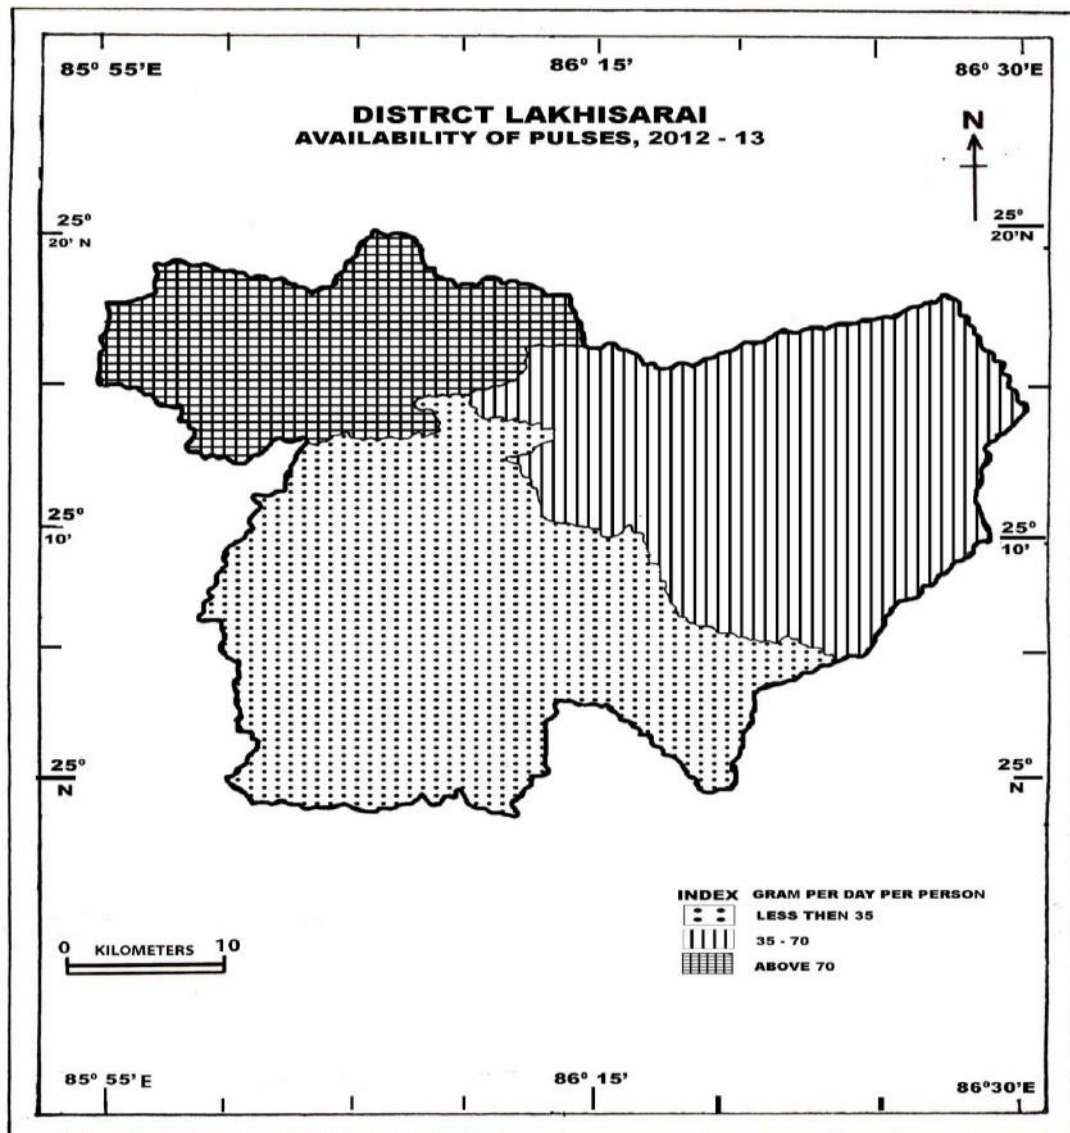 85° 55'E 86° 15' 86° 30'E
DISTRCT LAKHISARAI
AVAILABILITY OF PULSES, 2012 - 13
N
25°
20' N
25°
20'N
25°
10'
25°
10'
25°
N
25°
N
INDEX GRAM PER DAY PER PERSON
LESS THEN 35
35 - 70
ABOVE 70
0 KILOMETERS 10
85° 55' E 86° 15' 86°30'E